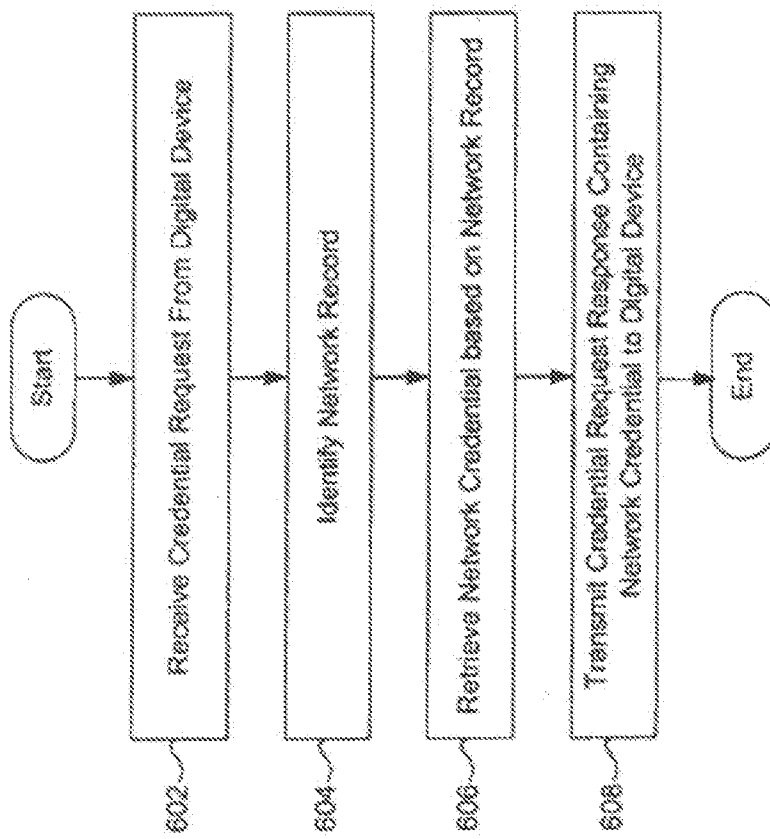 Start
602
Receive Credential Request From Digital Device
604
Identify Network Record
606
Retrieve Network Credential based on Network Record
608
Transmit Credential Request Response Containing
Network Credential to Digital Device
End